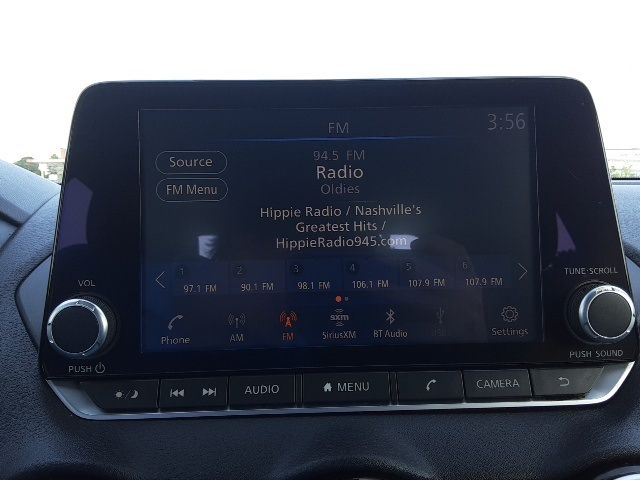 FM
3:56
Source
94.5 FM
Radio
FM Menu
Oldies
Hippie Radio / Nashville's
Greatest Hits /
HippieRadio945.com
1 2 3 4 5 6
97.1 FM 90.1 FM 98.1 FM 106.1 FM 107.9 FM 107.9 FM
Phone AM FM SiriusXM BT Audio USB Settings
sxm
VOL
PUSH
TUNE·SCROLL
PUSH SOUND
AUDIO MENU CAMERA